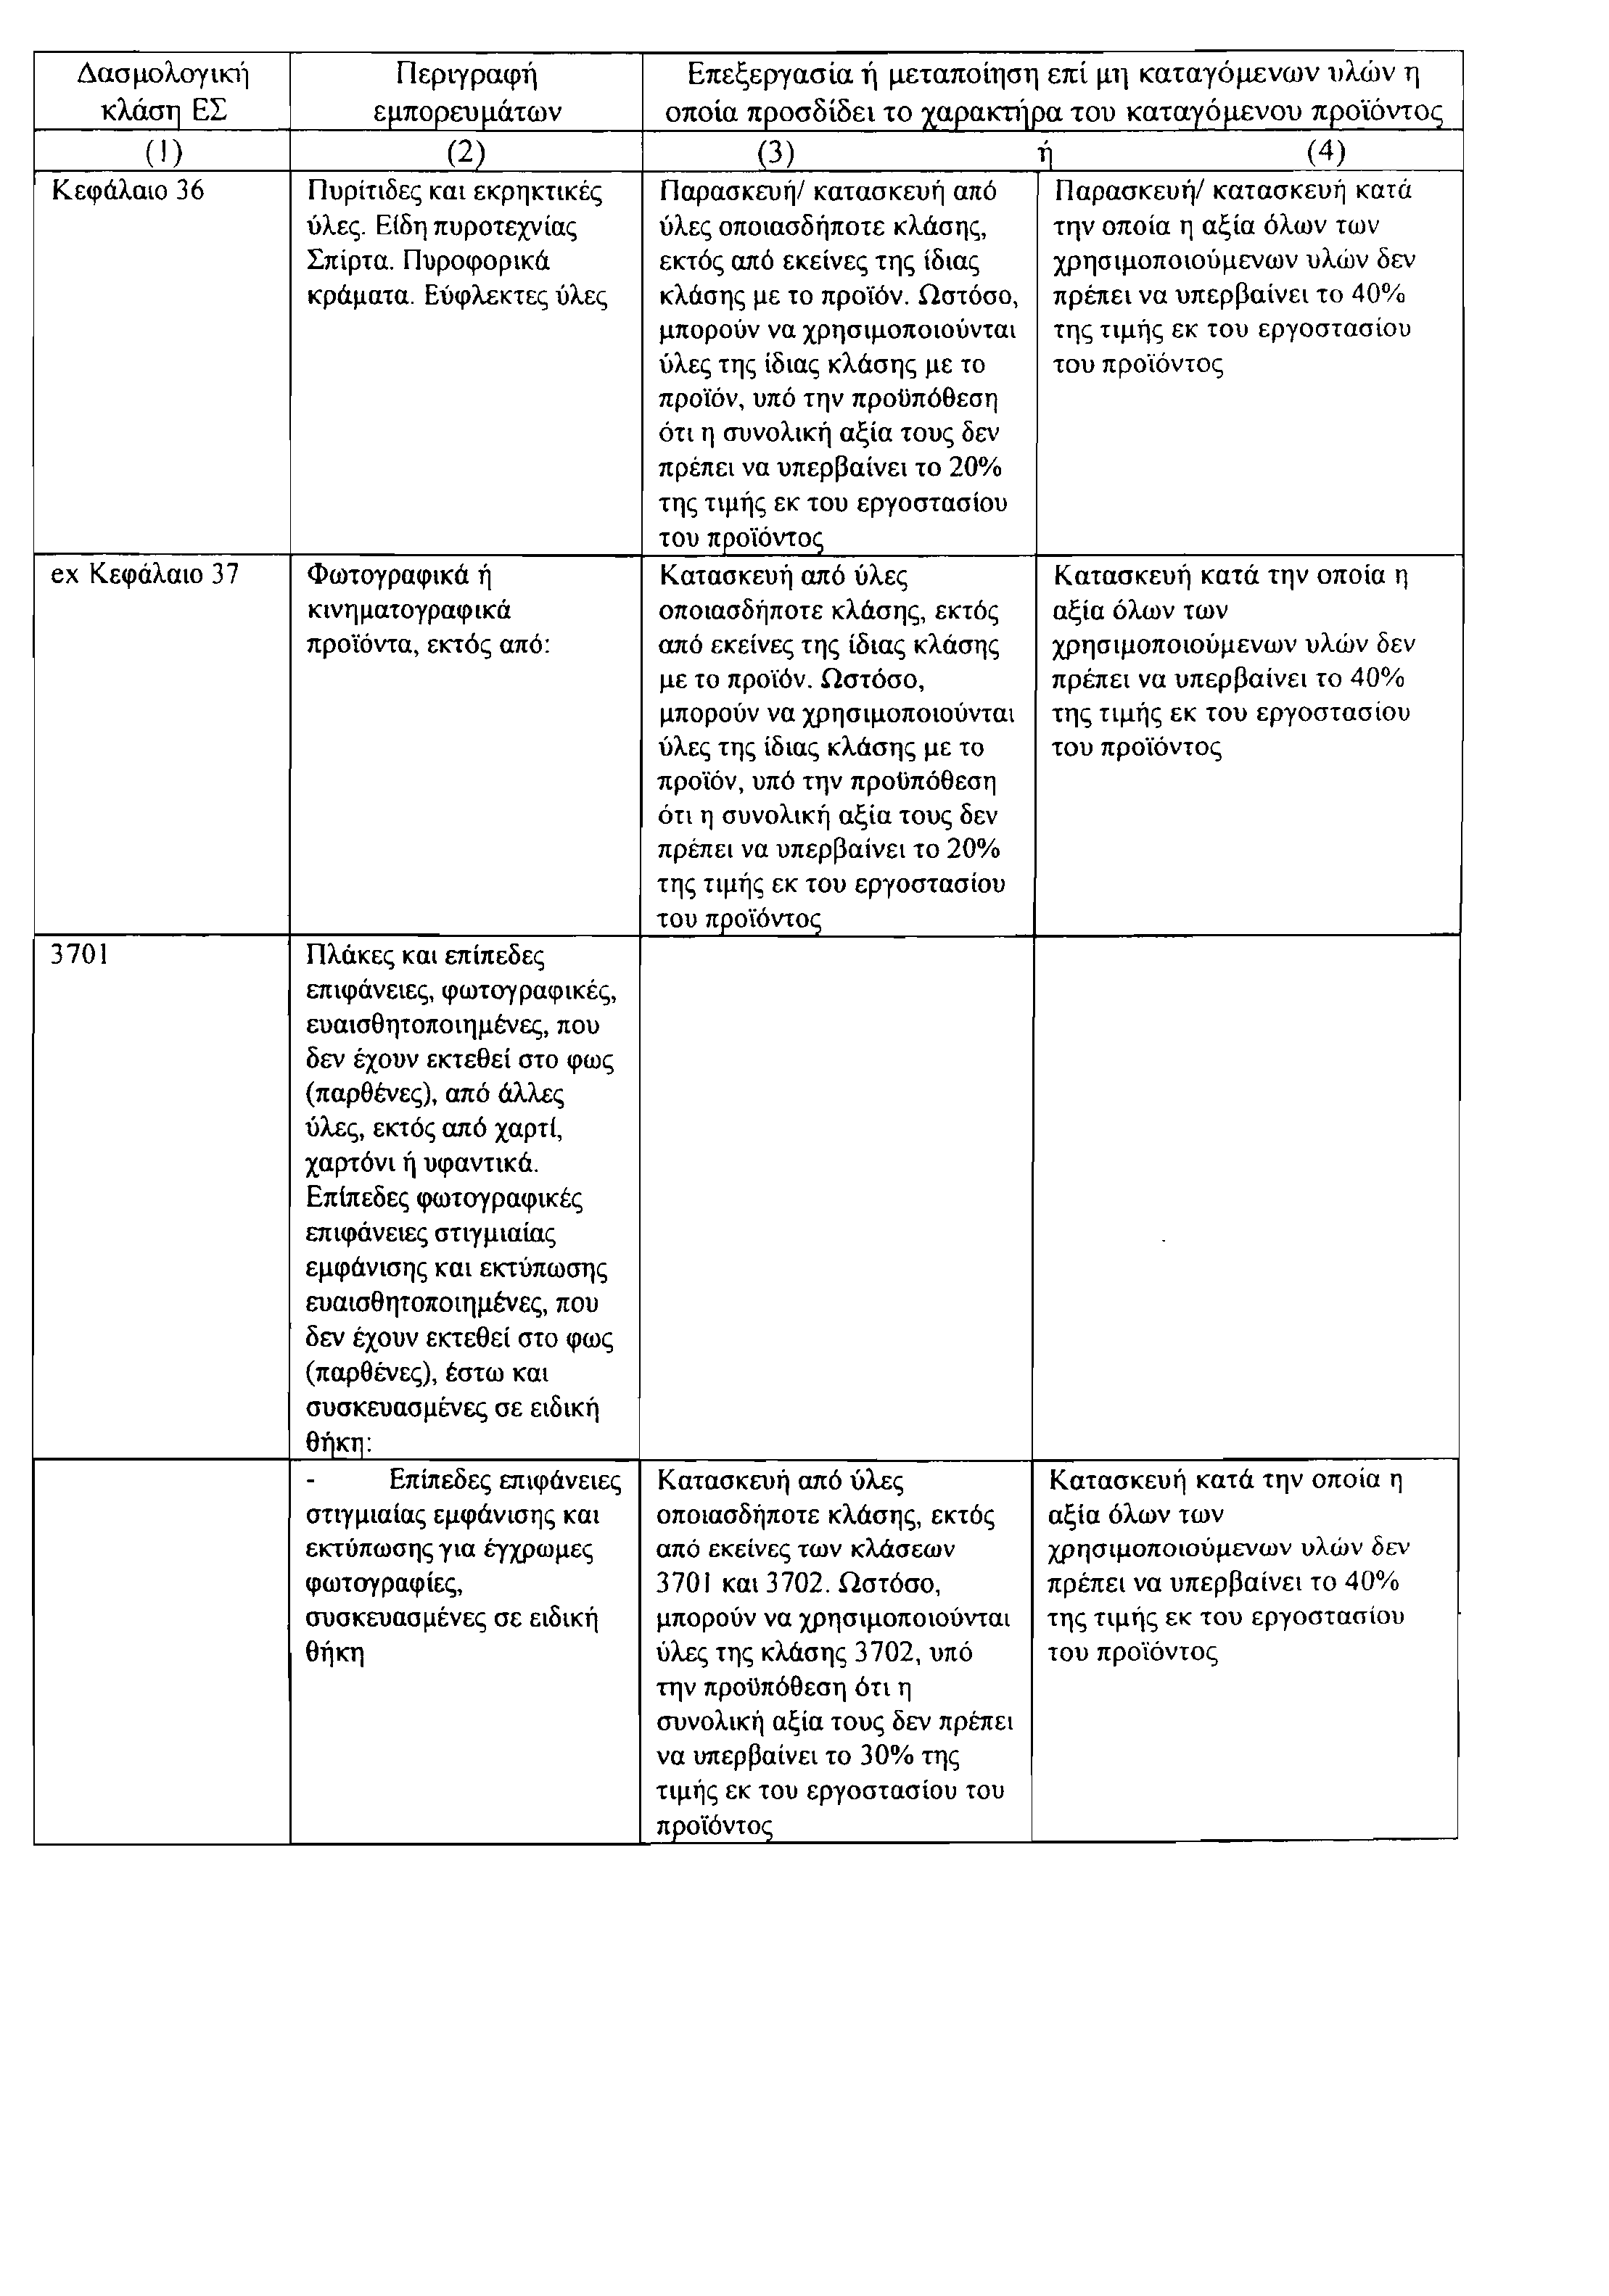 Δασμολογική
κλάση ΕΣ
Περιγραφή
εμπορευμάτων
Επεξεργασία ή μεταποίηση επί μη καταγόμενων υλών η
οποία προσδίδει το χαρακτήρα του καταγόμενου προϊόντος
(1)
(2)
(3) ή (4)
Κεφάλαιο 36
Πυρίτιδες και εκρηκτικές
ύλες. Είδη πυροτεχνίας
Σπίρτα. Πυροφορικά
κράματα. Εύφλεκτες ύλες
Παρασκευή/ κατασκευή από
ύλες οποιασδήποτε κλάσης,
εκτός από εκείνες της ίδιας
κλάσης με το προϊόν. Ωστόσο,
μπορούν να χρησιμοποιούνται
ύλες της ίδιας κλάσης με το
προϊόν, υπό την προϋπόθεση
ότι η συνολική αξία τους δεν
πρέπει να υπερβαίνει το 20%
της τιμής εκ του εργοστασίου
του προϊόντος
Παρασκευή/ κατασκευή κατά
την οποία η αξία όλων των
χρησιμοποιούμενων υλών δεν
πρέπει να υπερβαίνει το 40%
της τιμής εκ του εργοστασίου
του προϊόντος
ex Κεφάλαιο 37
Φωτογραφικά ή
κινηματογραφικά
προϊόντα, εκτός από:
Κατασκευή από ύλες
οποιασδήποτε κλάσης, εκτός
από εκείνες της ίδιας κλάσης
με το προϊόν. Ωστόσο,
μπορούν να χρησιμοποιούνται
ύλες της ίδιας κλάσης με το
προϊόν, υπό την προϋπόθεση
ότι η συνολική αξία τους δεν
πρέπει να υπερβαίνει το 20%
της τιμής εκ του εργοστασίου
του προϊόντος
Κατασκευή κατά την οποία η
αξία όλων των
χρησιμοποιούμενων υλών δεν
πρέπει να υπερβαίνει το 40%
της τιμής εκ του εργοστασίου
του προϊόντος
3701
Πλάκες και επίπεδες
επιφάνειες, φωτογραφικές,
ευαισθητοποιημένες, που
δεν έχουν εκτεθεί στο φως
(παρθένες), από άλλες
ύλες, εκτός από χαρτί,
χαρτόνι ή υφαντικά.
Επίπεδες φωτογραφικές
επιφάνειες στιγμιαίας
εμφάνισης και εκτύπωσης
ευαισθητοποιημένες, που
δεν έχουν εκτεθεί στο φως
(παρθένες), έστω και
συσκευασμένες σε ειδική
θήκη:
- Επίπεδες επιφάνειες
στιγμιαίας εμφάνισης και
εκτύπωσης για έγχρωμες
φωτογραφίες,
συσκευασμένες σε ειδική
θήκη
Κατασκευή από ύλες
οποιασδήποτε κλάσης, εκτός
από εκείνες των κλάσεων
3701 και 3702. Ωστόσο,
μπορούν να χρησιμοποιούνται
ύλες της κλάσης 3702, υπό
την προϋπόθεση ότι η
συνολική αξία τους δεν πρέπει
να υπερβαίνει το 30% της
τιμής εκ του εργοστασίου του
προϊόντος
Κατασκευή κατά την οποία η
αξία όλων των
χρησιμοποιούμενων υλών δεν
πρέπει να υπερβαίνει το 40%
της τιμής εκ του εργοστασίου
του προϊόντος